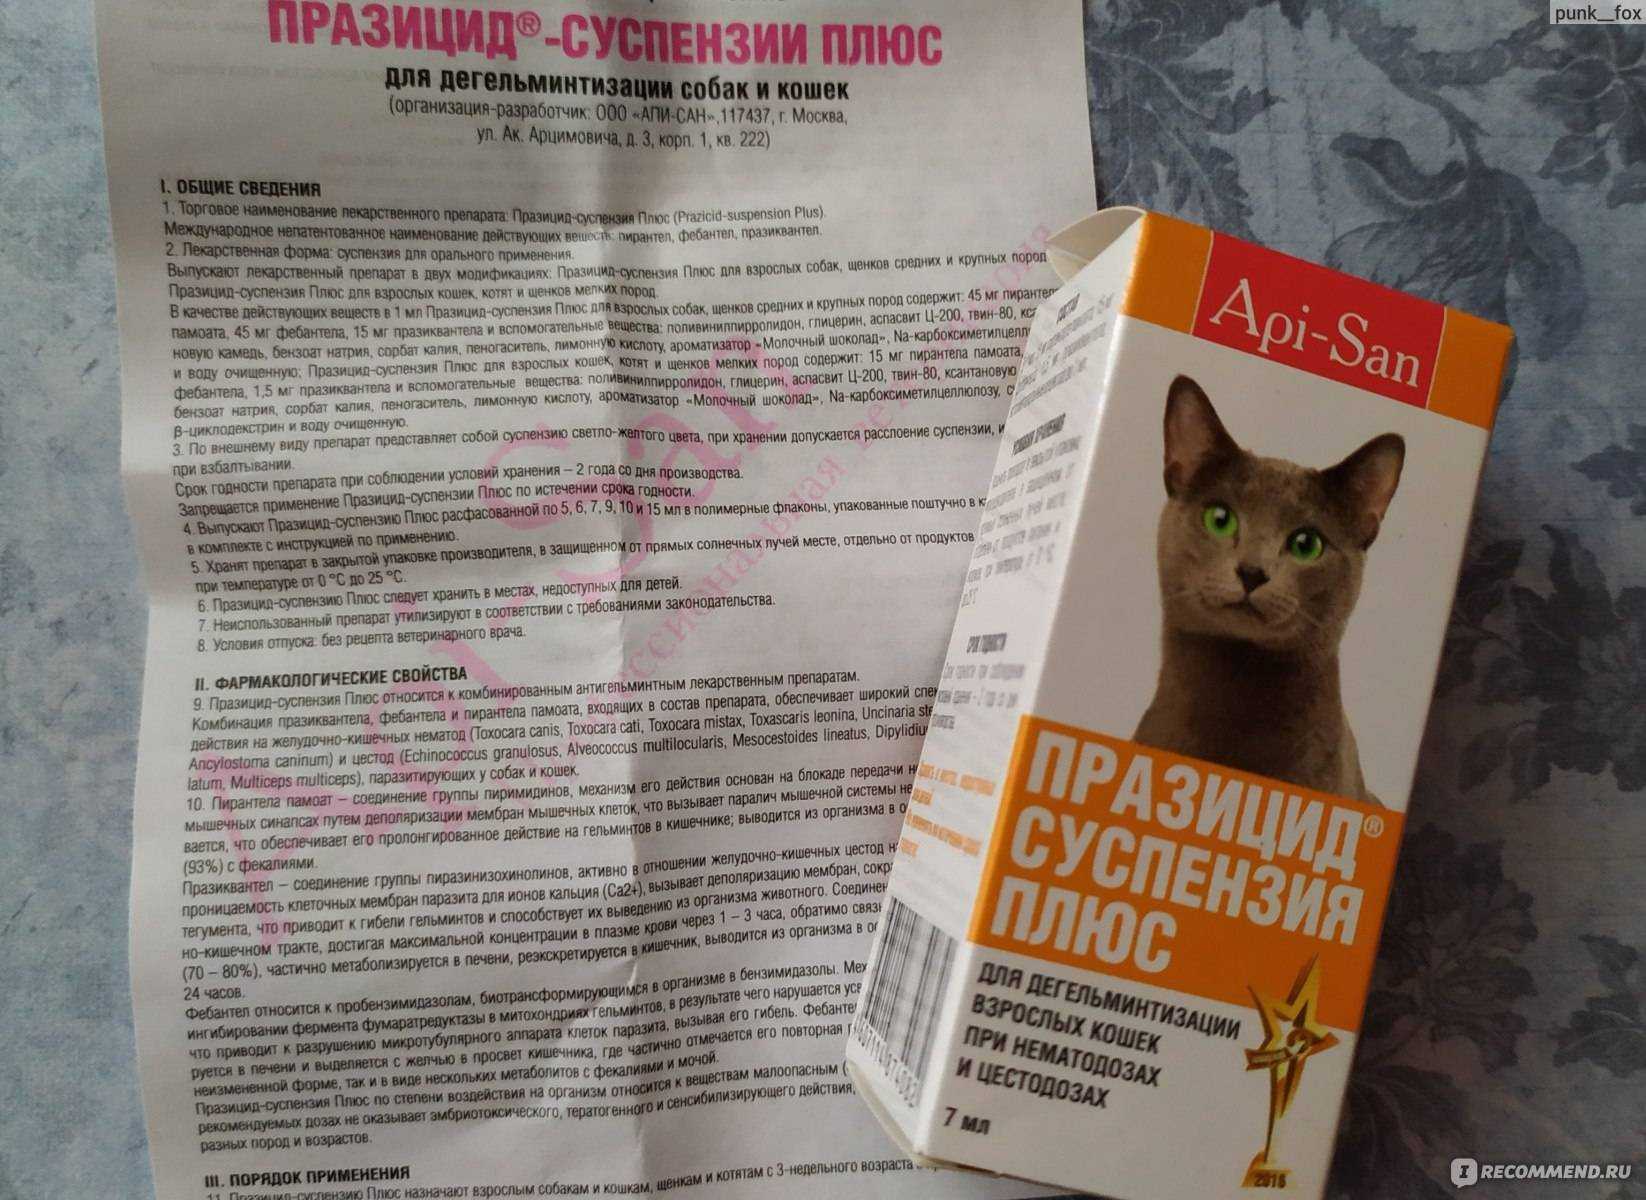 punk__fox
ПРАЗИЦИД®-СУСПЕНЗИИ ПЛЮС
для дегельминтизации собак и кошек
(организация-разработчик: ООО «АПИ-САН»,117437, г. Москва,
ул. Ак. Арцимовича, д. 3, корп. 1, кв. 222)
I. ОБЩИЕ СВЕДЕНИЯ
1. Торговое наименование лекарственного препарата: Празицид-суспензия Плюс (Prazicid-suspension Plus).
Международное непатентованное наименование действующих веществ: пирантел, фебантел, празиквантел.
2. Лекарственная форма: суспензия для орального применения.
Выпускают лекарственный препарат в двух модификациях: Празицид-суспензия Плюс для взрослых собак, щенков средних и крупных пород
Празицид-суспензия Плюс для взрослых кошек, котят и щенков мелких пород.
В качестве действующих веществ в 1 мл Празицид-суспензия Плюс для взрослых собак, щенков средних и крупных пород содержит: 45 мг
памоата, 45 мг фебантела, 15 мг празиквантела и вспомогательные вещества: поливинилпирролидон, глицерин, аспасвит Ц-200, твин-80,
новую камедь, бензоат натрия, сорбат калия, пеногаситель, лимонную кислоту, ароматизатор «Молочный шоколад»,
и воду очищенную; Празицид-суспензия Плюс для взрослых кошек, котят и щенков мелких пород содержит: 15 мг пирантела памоата,
фебантела, 1,5 мг празиквантела и вспомогательные вещества: поливинилпирролидон, глицерин, аспасвит Ц-200, твин-80, ксантановую
бензоат натрия, сорбат калия, пеногаситель, лимонную кислоту, ароматизатор «Молочный шоколад», Na-карбоксиметилцеллюлозу,
β-циклодекстрин и воду очищенную.
3. По внешнему виду препарат представляет собой суспензию светло-желтого цвета, при хранении допускается расслоение суспензии,
при взбалтывании.
Срок годности препарата при соблюдении условий хранения – 2 года со дня производства.
Запрещается применение Празицид-суспензии Плюс по истечении срока годности.
4. Выпускают Празицид-суспензию Плюс расфасованной по 5, 6, 7, 9, 10 и 15 мл в полимерные флаконы, упакованные поштучно в
в комплекте с инструкцией по применению.
5. Хранят препарат в закрытой упаковке производителя, в защищенном от прямых солнечных лучей месте, отдельно от продуктов
при температуре от 0 °С до 25 °С.
6. Празицид-суспензию Плюс следует хранить в местах, недоступных для детей.
7. Неиспользованный препарат утилизируют в соответствии с требованиями законодательства.
8. Условия отпуска: без рецепта ветеринарного врача.
II. ФАРМАКОЛОГИЧЕСКИЕ СВОЙСТВА
9. Празицид-суспензия Плюс относится к комбинированным антигельминтным лекарственным препаратам.
Комбинация празиквантела, фебантела и пирантела памоата, входящих в состав препарата, обеспечивает широкий
действия на желудочно-кишечных нематод (Toxocara canis, Toxocara cati, Toxocara mistax, Toxascaris leonina, Uncinaria
Ancylostoma caninum) и цестод (Echinococcus granulosus, Alveococcus multilocularis, Mesocestoides lineatus,
latum, Multiceps multiceps), паразитирующих у собак и кошек.
10. Пирантела памоат – соединение группы пиримидинов, механизм его действия основан на блокаде передачи
мышечных синапсах путем деполяризации мембран мышечных клеток, что вызывает паралич мышечной системы
вается, что обеспечивает его пролонгированное действие на гельминтов в кишечнике; выводится из организма в
(93%) с фекалиями.
Празиквантел – соединение группы пиразинизохинолинов, активно в отношении желудочно-кишечных цестод
проницаемость клеточных мембран паразита для ионов кальция (Ca2+), вызывает деполяризацию мембран,
тегумента, что приводит к гибели гельминтов и способствует их выведению из организма животного.
но-кишечном тракте, достигая максимальной концентрации в плазме крови через 1 – 3 часа, обратимо
(70 – 80%), частично метаболизируется в печени, реэкскретируется в кишечник, выводится из организма в
24 часов.
Фебантел относится к пробензимидазолам, биотрансформирующимся в организме в бензимидазолы.
ингибировании фермента фумаратредуктазы в митохондриях гельминтов, в результате чего нарушается
что приводит к разрушению микротубулярного аппарата клеток паразита, вызывая его гибель.
руется в печени и выделяется с желчью в просвет кишечника, где частично отмечается его повторная
неизмененной форме, так и в виде нескольких метаболитов с фекалиями и мочой.
Празицид-суспензия Плюс по степени воздействия на организм относится к веществам малоопасным
рекомендуемых дозах не оказывает эмбриотоксического, тератогенного и сенсибилизирующего действия,
разных пород и возрастов.
III. ПОРЯДОК ПРИМЕНЕНИЯ
11. Празицид-суспензию Плюс назначают взрослым собакам и кошкам, щенкам и котятам с 3-недельного возраста
Api-San
ПРАЗИЦИД®
СУСПЕНЗИЯ
ПЛЮС
ДЛЯ ДЕГЕЛЬМИНТИЗАЦИИ
ВЗРОСЛЫХ КОШЕК
ПРИ НЕМАТОДОЗАХ
И ЦЕСТОДОЗАХ
7 мл
2016
СОСТАВ
УСЛОВИЯ ХРАНЕНИЯ
СРОК ГОДНОСТИ
IRECOMMEND.RU